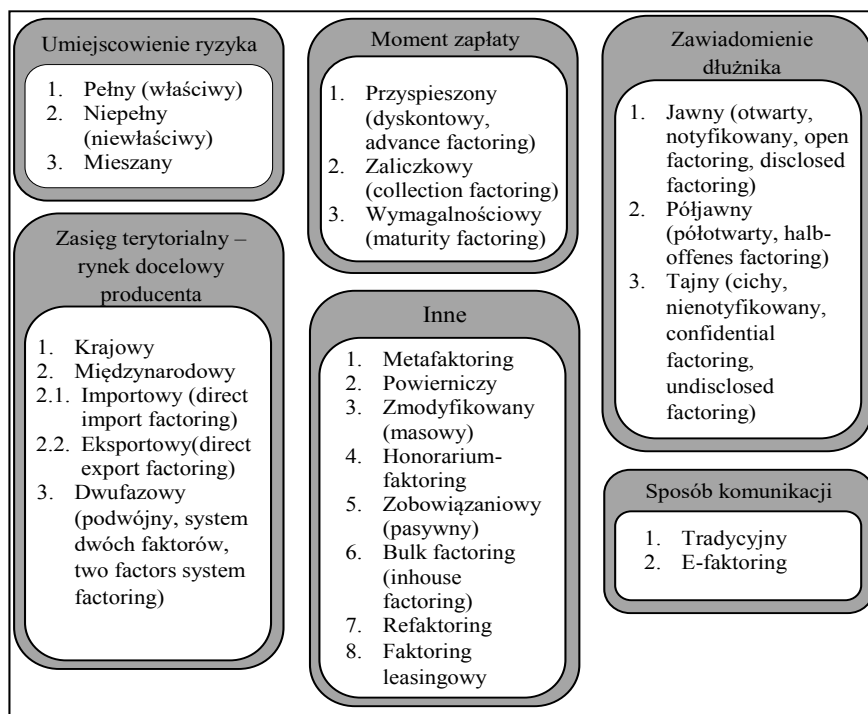 Umiejscowienie ryzyka
1. Pełny (właściwy)
2. Niepełny
(niewłaściwy)
3. Mieszany
Zasięg terytorialny –
rynek docelowy
producenta
1. Krajowy
2. Międzynarodowy
2.1. Importowy (direct
import factoring)
2.2. Eksportowy(direct
export factoring)
3. Dwufazowy
(podwójny, system
dwóch faktorów,
two factors system
factoring)
Moment zapłaty
1. Przyspieszony
(dyskontowy,
advance factoring)
2. Zaliczkowy
(collection factoring)
3. Wymagalnościowy
(maturity factoring)
Inne
1. Metafaktoring
2. Powierniczy
3. Zmodyfikowany
(masowy)
4. Honorarium-
faktoring
5. Zobowiązaniowy
(pasywny)
6. Bulk factoring
(inhouse
factoring)
7. Refaktoring
8. Faktoring
leasingowy
Zawiadomienie
dłużnika
1. Jawny (otwarty,
notyfikowany, open
factoring, disclosed
factoring)
2. Półjawny
(półotwarty, halb-
offenes factoring)
3. Tajny (cichy,
nienotyfikowany,
confidential
factoring,
undisclosed
factoring)
Sposób komunikacji
1. Tradycyjny
2. E-faktoring